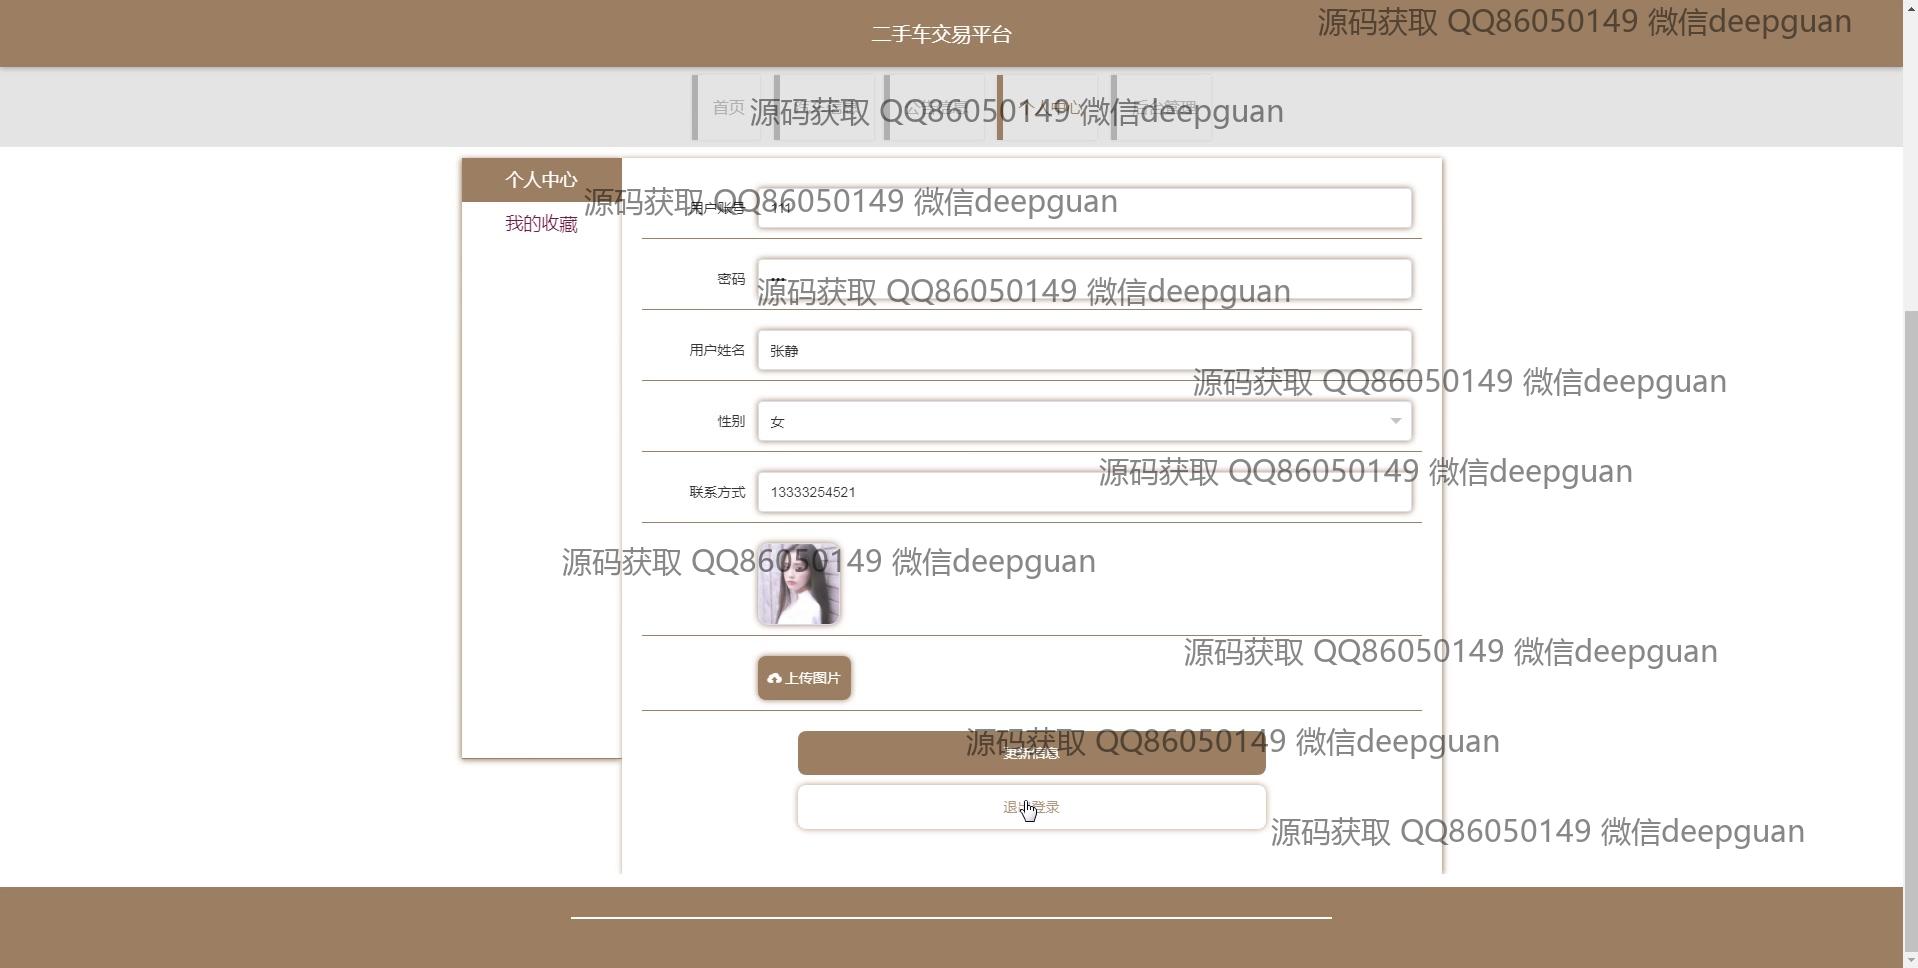 二手车交易平台
源码获取 QQ86050149 微信deepguan
首页
个人中心
后台管理
源码获取 QQ86050149 微信deepguan
个人中心
我的收藏
用户账号
111
源码获取 QQ86050149 微信deepguan
密码
源码获取 QQ86050149 微信deepguan
用户姓名
张静
源码获取 QQ86050149 微信deepguan
性别
女
源码获取 QQ86050149 微信deepguan
联系方式
13333254521
源码获取 QQ86050149 微信deepguan
源码获取 QQ86050149 微信deepguan
上传图片
源码获取 QQ86050149 微信deepguan
更新信息
退出登录
源码获取 QQ86050149 微信deepguan